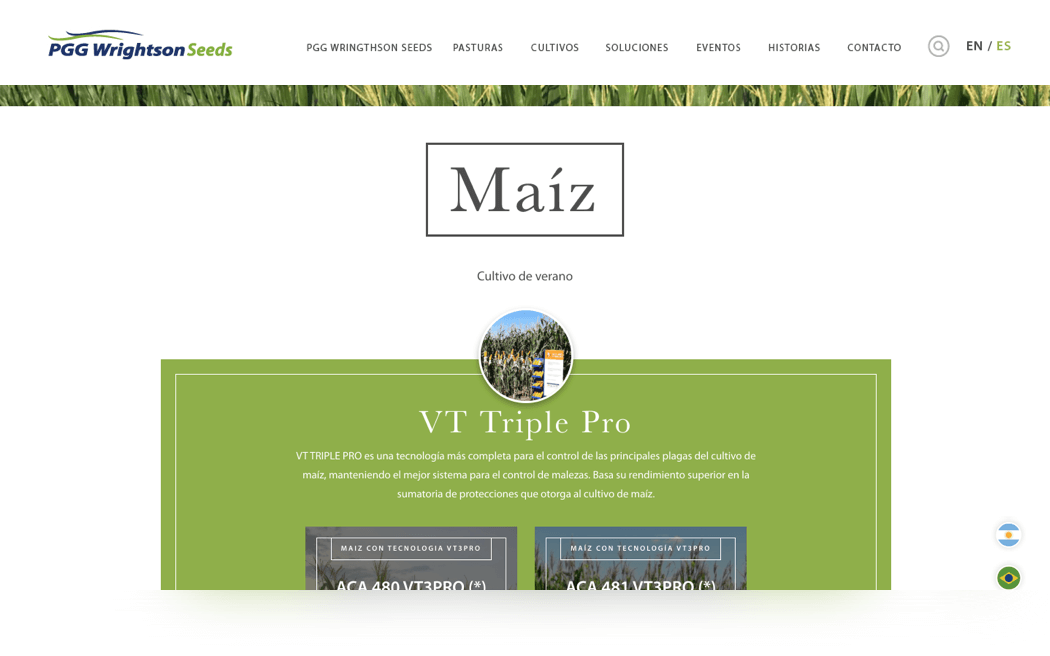 PGG Wrightson Seeds
PGG WRINGTHSON SEEDS PASTURAS CULTIVOS SOLUCIONES EVENTOS HISTORIAS CONTACTO EN / ES
Maíz
Cultivo de verano
VT Triple Pro
VT TRIPLE PRO es una tecnología más completa para el control de las principales plagas del cultivo de
maíz, manteniendo el mejor sistema para el control de malezas. Basa su rendimiento superior en la
sumatoria de protecciones que otorga al cultivo de maíz.
MAIZ CON TECNOLOGIA VT3PRO
MAÍZ CON TECNOLOGÍA VT3PRO
ACA 480 VT3PRO (*)
ACA 481 VT3PRO (*)